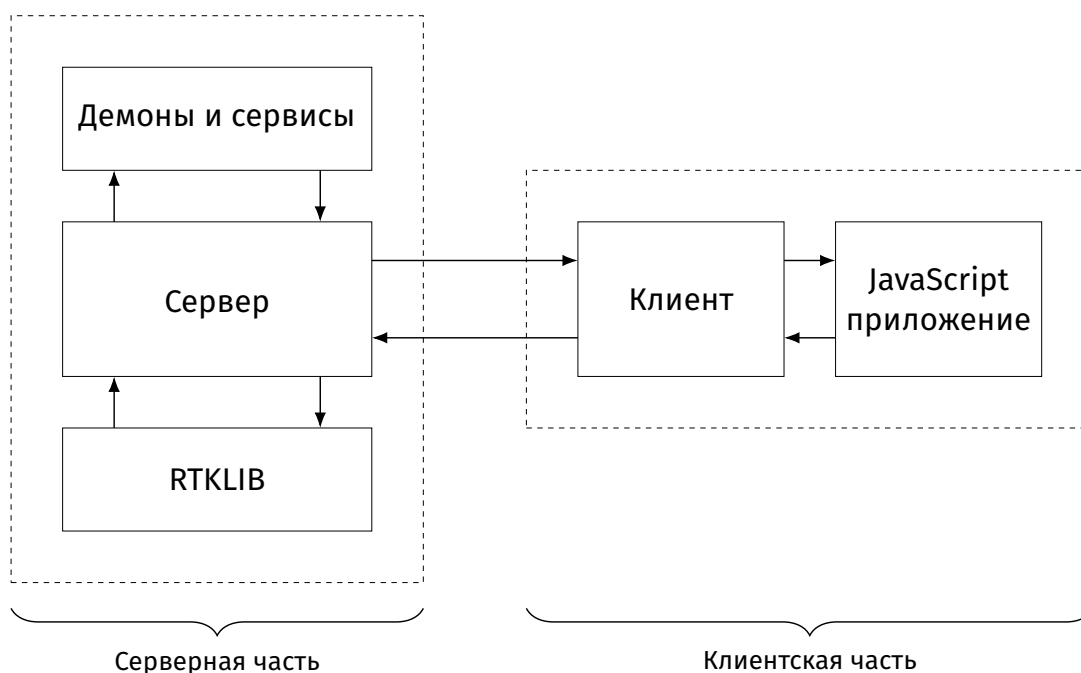 Демоны и сервисы
Сервер
RTKLIB
Клиент
JavaScript
приложение
Серверная часть
Клиентская часть